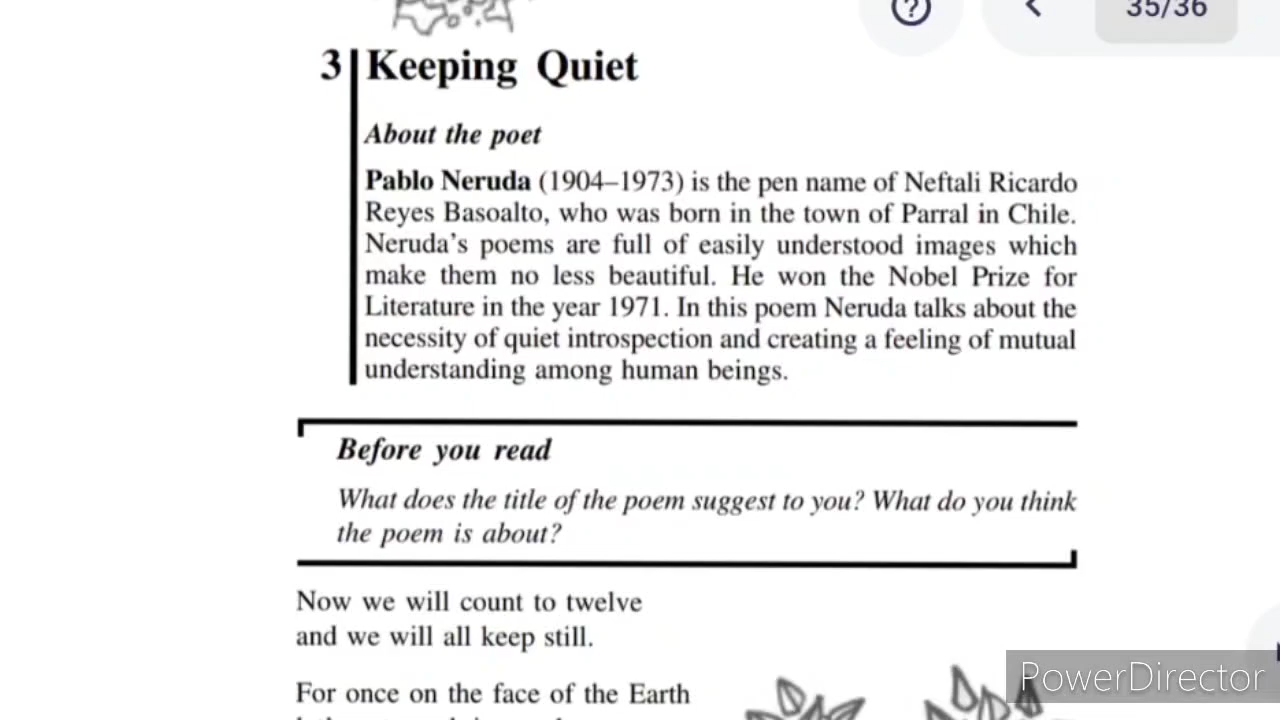 35/36
3 Keeping Quiet
About the poet
Pablo Neruda (1904–1973) is the pen name of Neftali Ricardo
Reyes Basoalto, who was born in the town of Parral in Chile.
Neruda's poems are full of easily understood images which
make them no less beautiful. He won the Nobel Prize for
Literature in the year 1971. In this poem Neruda talks about the
necessity of quiet introspection and creating a feeling of mutual
understanding among human beings.
Before you read
What does the title of the poem suggest to you? What do you think
the poem is about?
Now we will count to twelve
and we will all keep still.
For once on the face of the Earth
PowerDirector